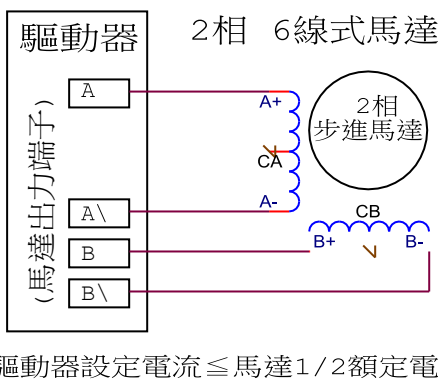 驅動器
2相 6線式馬達
(馬達出力端子)
A
A\
B
B\
A+
CA
A-
2相
步進馬達
CB
B+
B-
驅動器設定電流≦馬達1/2額定電